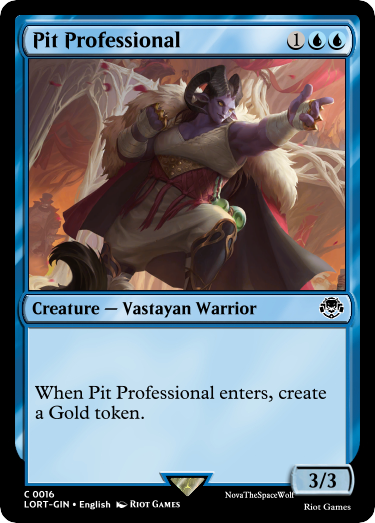 Pit Professional 1
Creature — Vastayan Warrior
When Pit Professional enters, create
a Gold token.
3/3
C 0016
LORT-GIN • English RIOT GAMES
NovaTheSpaceWolf
Riot Games